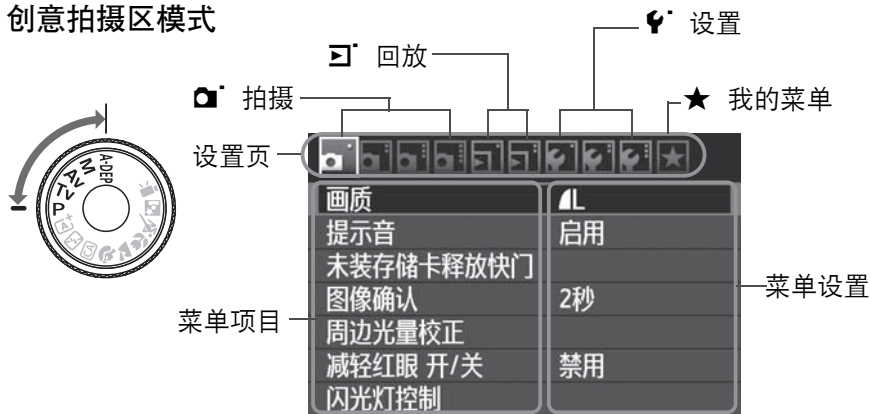 创意拍摄区模式
设置
回放
拍摄
我的菜单
设置页
A-DEP
M
Av
Tv
P
A+
CA
画质 L
提示音 启用
未装存储卡释放快门
图像确认 2秒
周边光量校正
减轻红眼 开/关 禁用
闪光灯控制
菜单项目
菜单设置